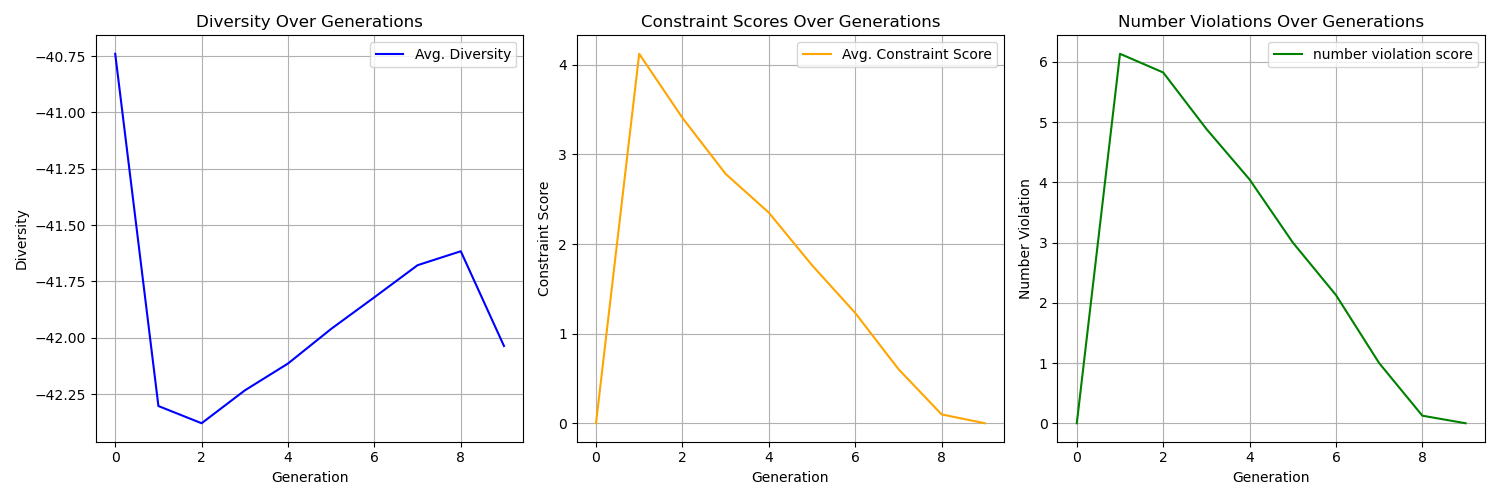 Diversity Over Generations
Avg. Diversity
Diversity
−40.75
−41.00
−41.25
−41.50
−41.75
−42.00
−42.25
0 2 4 6 8
Generation
Constraint Scores Over Generations
Avg. Constraint Score
Constraint Score
4
3
2
1
0
0 2 4 6 8
Generation
Number Violations Over Generations
number violation score
Number Violation
6
5
4
3
2
1
0
0 2 4 6 8
Generation